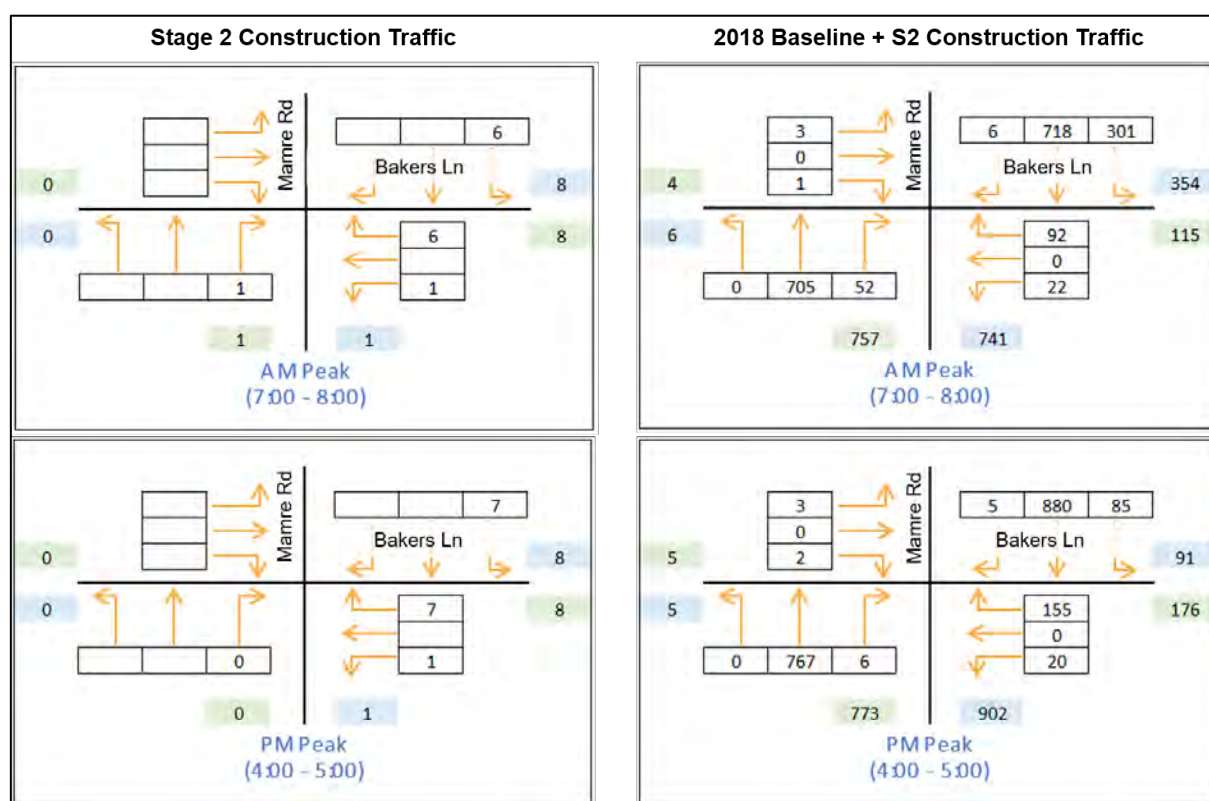 Stage 2 Construction Traffic
2018 Baseline + S2 Construction Traffic
Mamre Rd
6
Bakers Ln
0
8
0
6
8
1
1
1
1
AM Peak
(7:00 - 8:00)
3
0
1
Mamre Rd
6 718 301
Bakers Ln
4
354
6
92
115
0
0 705 52
22
757
741
AM Peak
(7:00 - 8:00)
Mamre Rd
7
Bakers Ln
0
8
0
7
8
0
1
0
1
PM Peak
(4:00 - 5:00)
3
0
2
Mamre Rd
5 880 85
Bakers Ln
5
91
5
155
176
0
0 767 6
20
773
902
PM Peak
(4:00 - 5:00)